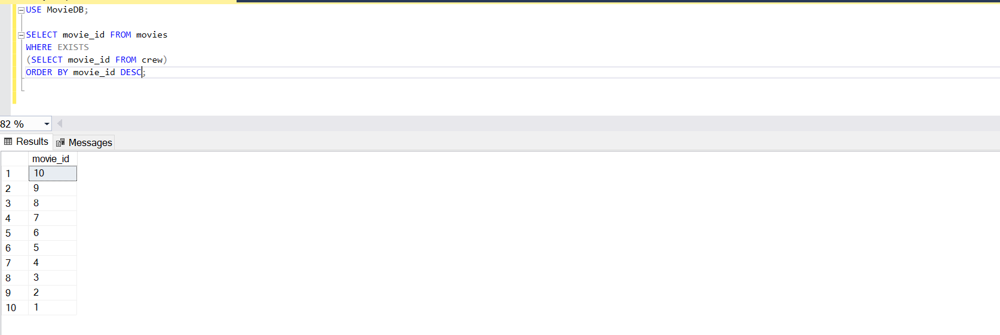 USE MovieDB;
SELECT movie_id FROM movies
WHERE EXISTS
(SELECT movie_id FROM crew)
ORDER BY movie_id DESC;
82 %
Results Messages
movie_id
1 10
2 9
3 8
4 7
5 6
6 5
7 4
8 3
9 2
10 1